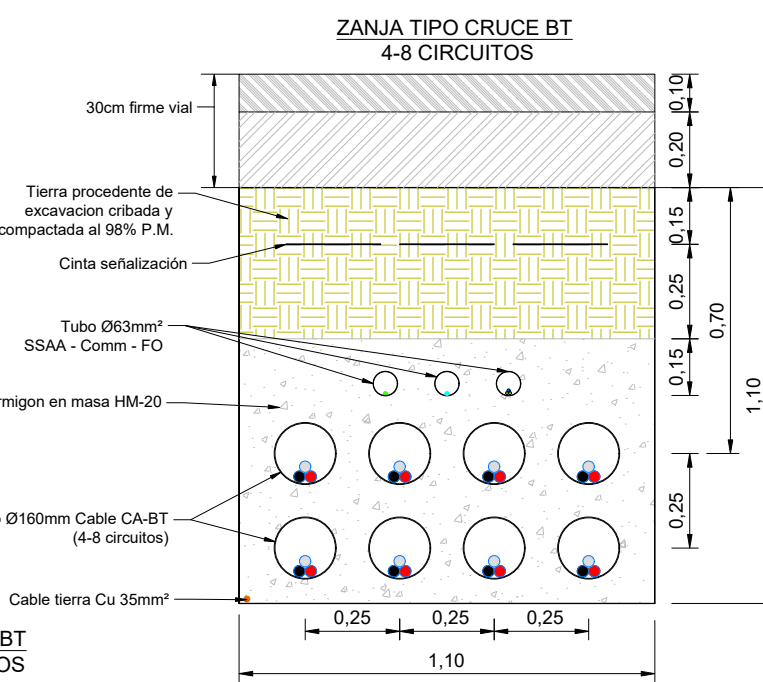 ZANJA TIPO CRUCE BT
4-8 CIRCUITOS
30cm firme vial
0,10
0,20
Tierra procedente de
excavacion cribada y
compactada al 98% P.M.
0,15
Cinta señalización
0,25
0,70
Tubo Ø63mm²
SSAA - Comm - FO
0,15
1,10
rmigon en masa HM-20
Ø160mm Cable CA-BT
(4-8 circuitos)
0,25
Cable tierra Cu 35mm²
0,25
0,25
0,25
1,10
BT
OS